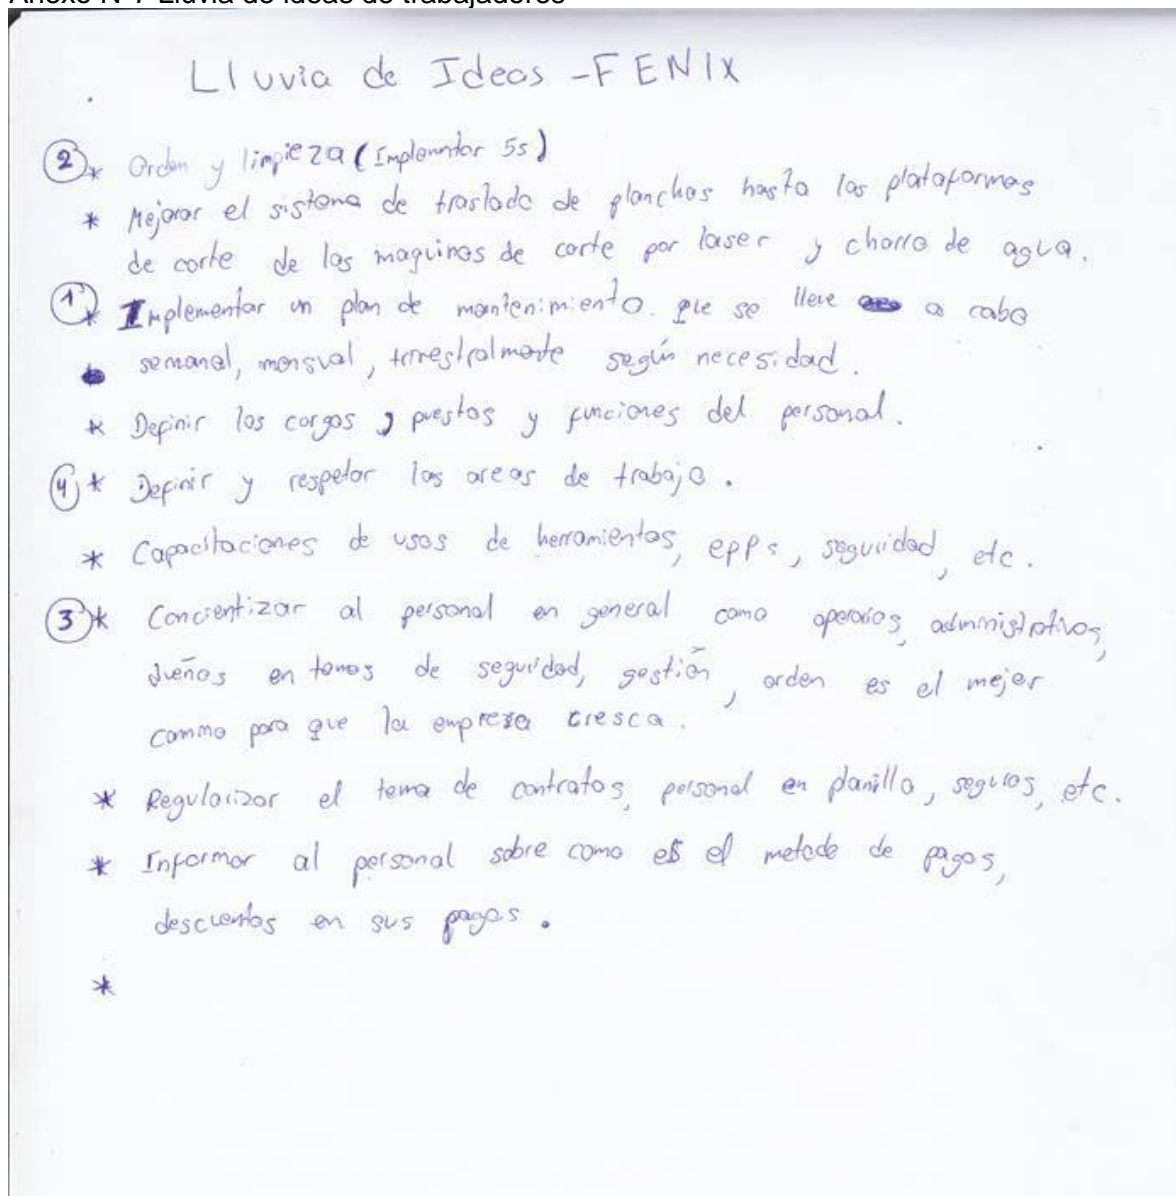 Anexo N°7 Lluvia de ideas de trabajadores
Lluvia de Ideas - FENIX
② * Orden y limpieza (Implementar 5s)
* Mejorar el sistema de traslado de planchas hasta las plataformas
de corte de las maquinas de corte por laser y chorro de agua.
① * Implementar un plan de mantenimiento. que se lleve a cabo
semanal, mensual, trimestralmente según necesidad.
* Definir los cargos, puestos y funciones del personal.
④ * Definir y respetar las areas de trabajo.
* Capacitaciones de usos de herramientas, epps, seguridad, etc.
③ * Concientizar al personal en general como operarios, administrativos,
dueños en temas de seguridad, gestión, orden es el mejor
camino para que la empresa cresca.
* Regularizar el tema de contratos, personal en planilla, seguros, etc.
* Informar al personal sobre como es el metodo de pagos,
descuentos en sus pagos.
*